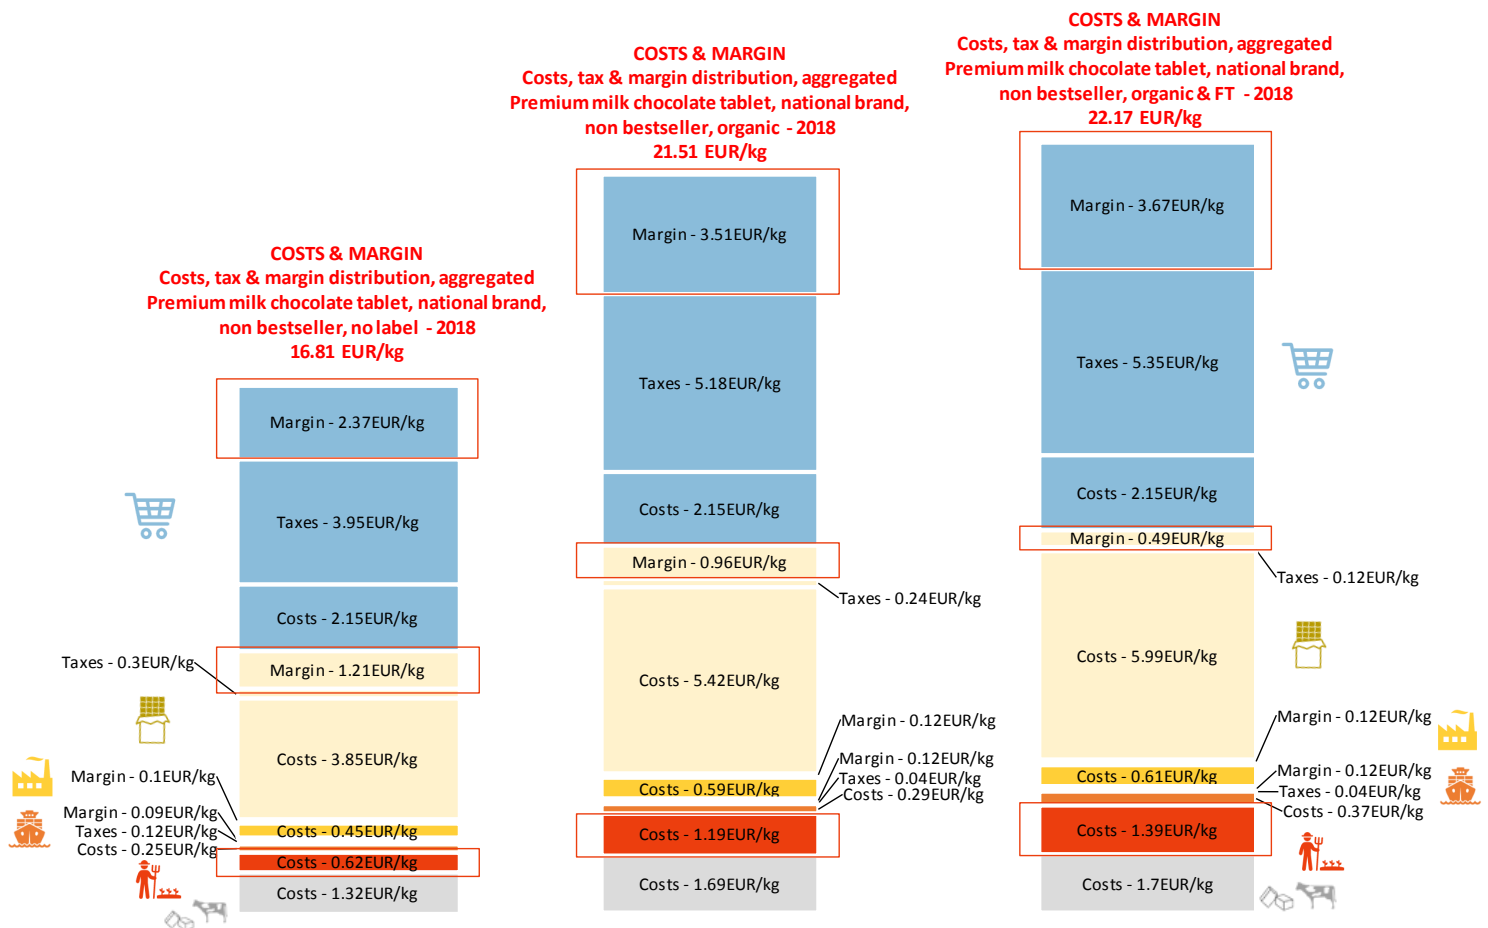 COSTS & MARGIN
Costs, tax & margin distribution, aggregated
Premium milk chocolate tablet, national brand,
non bestseller, no label - 2018
16.81 EUR/kg
Margin - 2.37EUR/kg
Taxes - 3.95EUR/kg
Costs - 2.15EUR/kg
Taxes - 0.3EUR/kg
Margin - 1.21EUR/kg
Costs - 3.85EUR/kg
Margin - 0.1EUR/kg
Margin - 0.09EUR/kg
Costs - 0.45EUR/kg
Taxes - 0.12EUR/kg
Costs - 0.25EUR/kg
Costs - 0.62EUR/kg
Costs - 1.32EUR/kg
COSTS & MARGIN
Costs, tax & margin distribution, aggregated
Premium milk chocolate tablet, national brand,
non bestseller, organic - 2018
21.51 EUR/kg
Margin - 3.51EUR/kg
Taxes - 5.18EUR/kg
Costs - 2.15EUR/kg
Margin - 0.96EUR/kg
Taxes - 0.24EUR/kg
Costs - 5.42EUR/kg
Margin - 0.12EUR/kg
Margin - 0.12EUR/kg
Taxes - 0.04EUR/kg
Costs - 0.59EUR/kg
Costs - 0.29EUR/kg
Costs - 1.19EUR/kg
Costs - 1.69EUR/kg
COSTS & MARGIN
Costs, tax & margin distribution, aggregated
Premium milk chocolate tablet, national brand,
non bestseller, organic & FT - 2018
22.17 EUR/kg
Margin - 3.67EUR/kg
Taxes - 5.35EUR/kg
Costs - 2.15EUR/kg
Margin - 0.49EUR/kg
Taxes - 0.12EUR/kg
Costs - 5.99EUR/kg
Margin - 0.12EUR/kg
Margin - 0.12EUR/kg
Costs - 0.61EUR/kg
Taxes - 0.04EUR/kg
Costs - 0.37EUR/kg
Costs - 1.39EUR/kg
Costs - 1.7EUR/kg